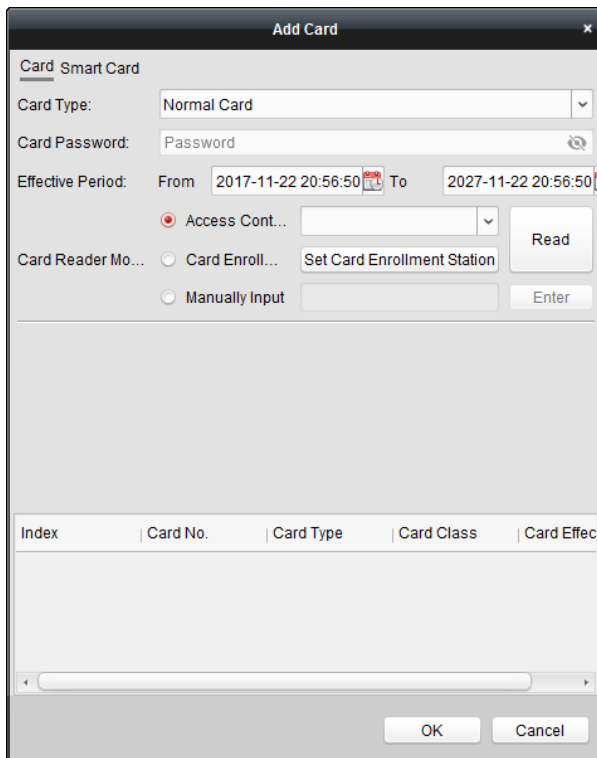 Add Card
Card Smart Card
Card Type: Normal Card
Card Password: Password
Effective Period: From 2017-11-22 20:56:50 To 2027-11-22 20:56:50
Access Cont...
Read
Card Reader Mo... Card Enroll... Set Card Enrollment Station
Manually Input Enter
Index Card No. Card Type Card Class Card Effec
OK Cancel